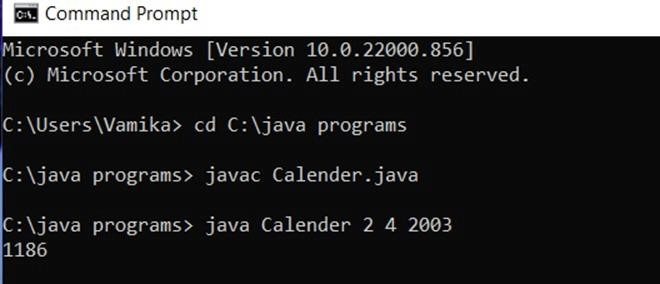 Command Prompt
Microsoft Windows [Version 10.0.22000.856]
(c) Microsoft Corporation. All rights reserved.
C:\Users\Vamika> cd C:\java programs
C:\java programs> javac Calender.java
C:\java programs> java Calender 2 4 2003
1186